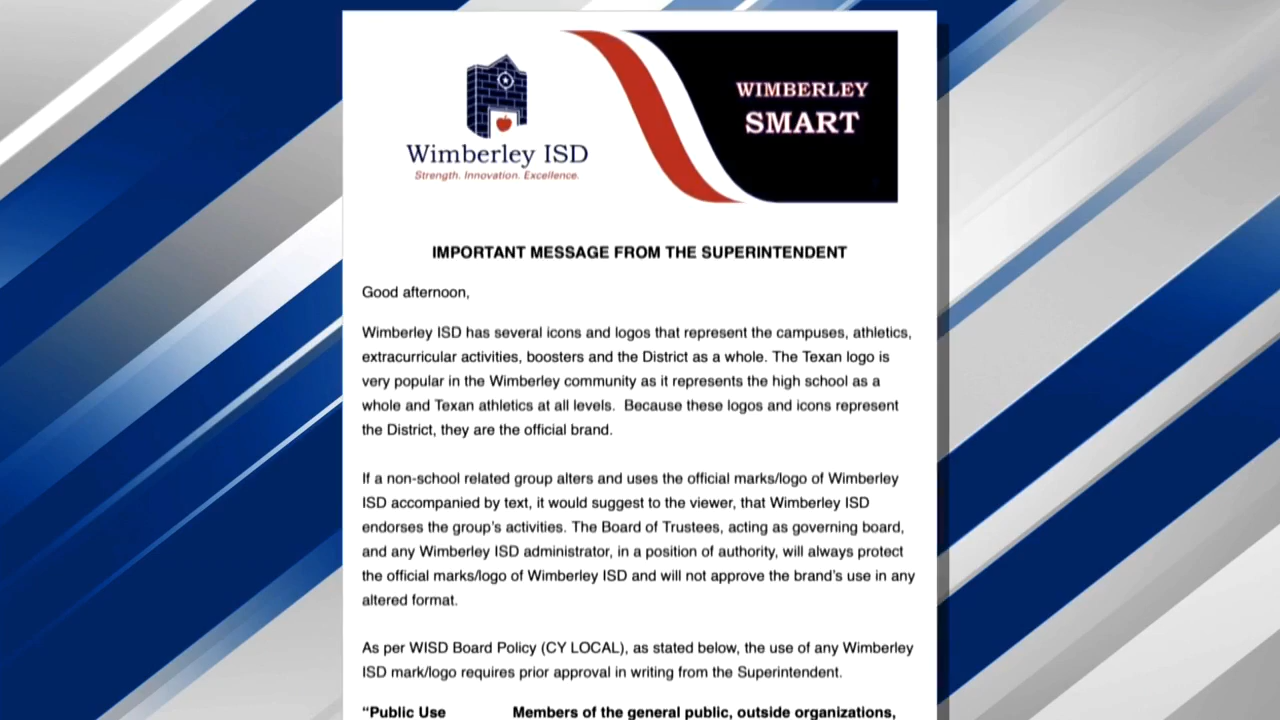 WIMBERLEY
SMART
Wimberley ISD
Strength. Innovation. Excellence.
IMPORTANT MESSAGE FROM THE SUPERINTENDENT
Good afternoon,
Wimberley ISD has several icons and logos that represent the campuses, athletics,
extracurricular activities, boosters and the District as a whole. The Texan logo is
very popular in the Wimberley community as it represents the high school as a
whole and Texan athletics at all levels.  Because these logos and icons represent
the District, they are the official brand.
If a non-school related group alters and uses the official marks/logo of Wimberley
ISD accompanied by text, it would suggest to the viewer, that Wimberley ISD
endorses the group's activities. The Board of Trustees, acting as governing board,
and any Wimberley ISD administrator, in a position of authority, will always protect
the official marks/logo of Wimberley ISD and will not approve the brand's use in any
altered format.
As per WISD Board Policy (CY LOCAL), as stated below, the use of any Wimberley
ISD mark/logo requires prior approval in writing from the Superintendent.
“Public Use Members of the general public, outside organizations,